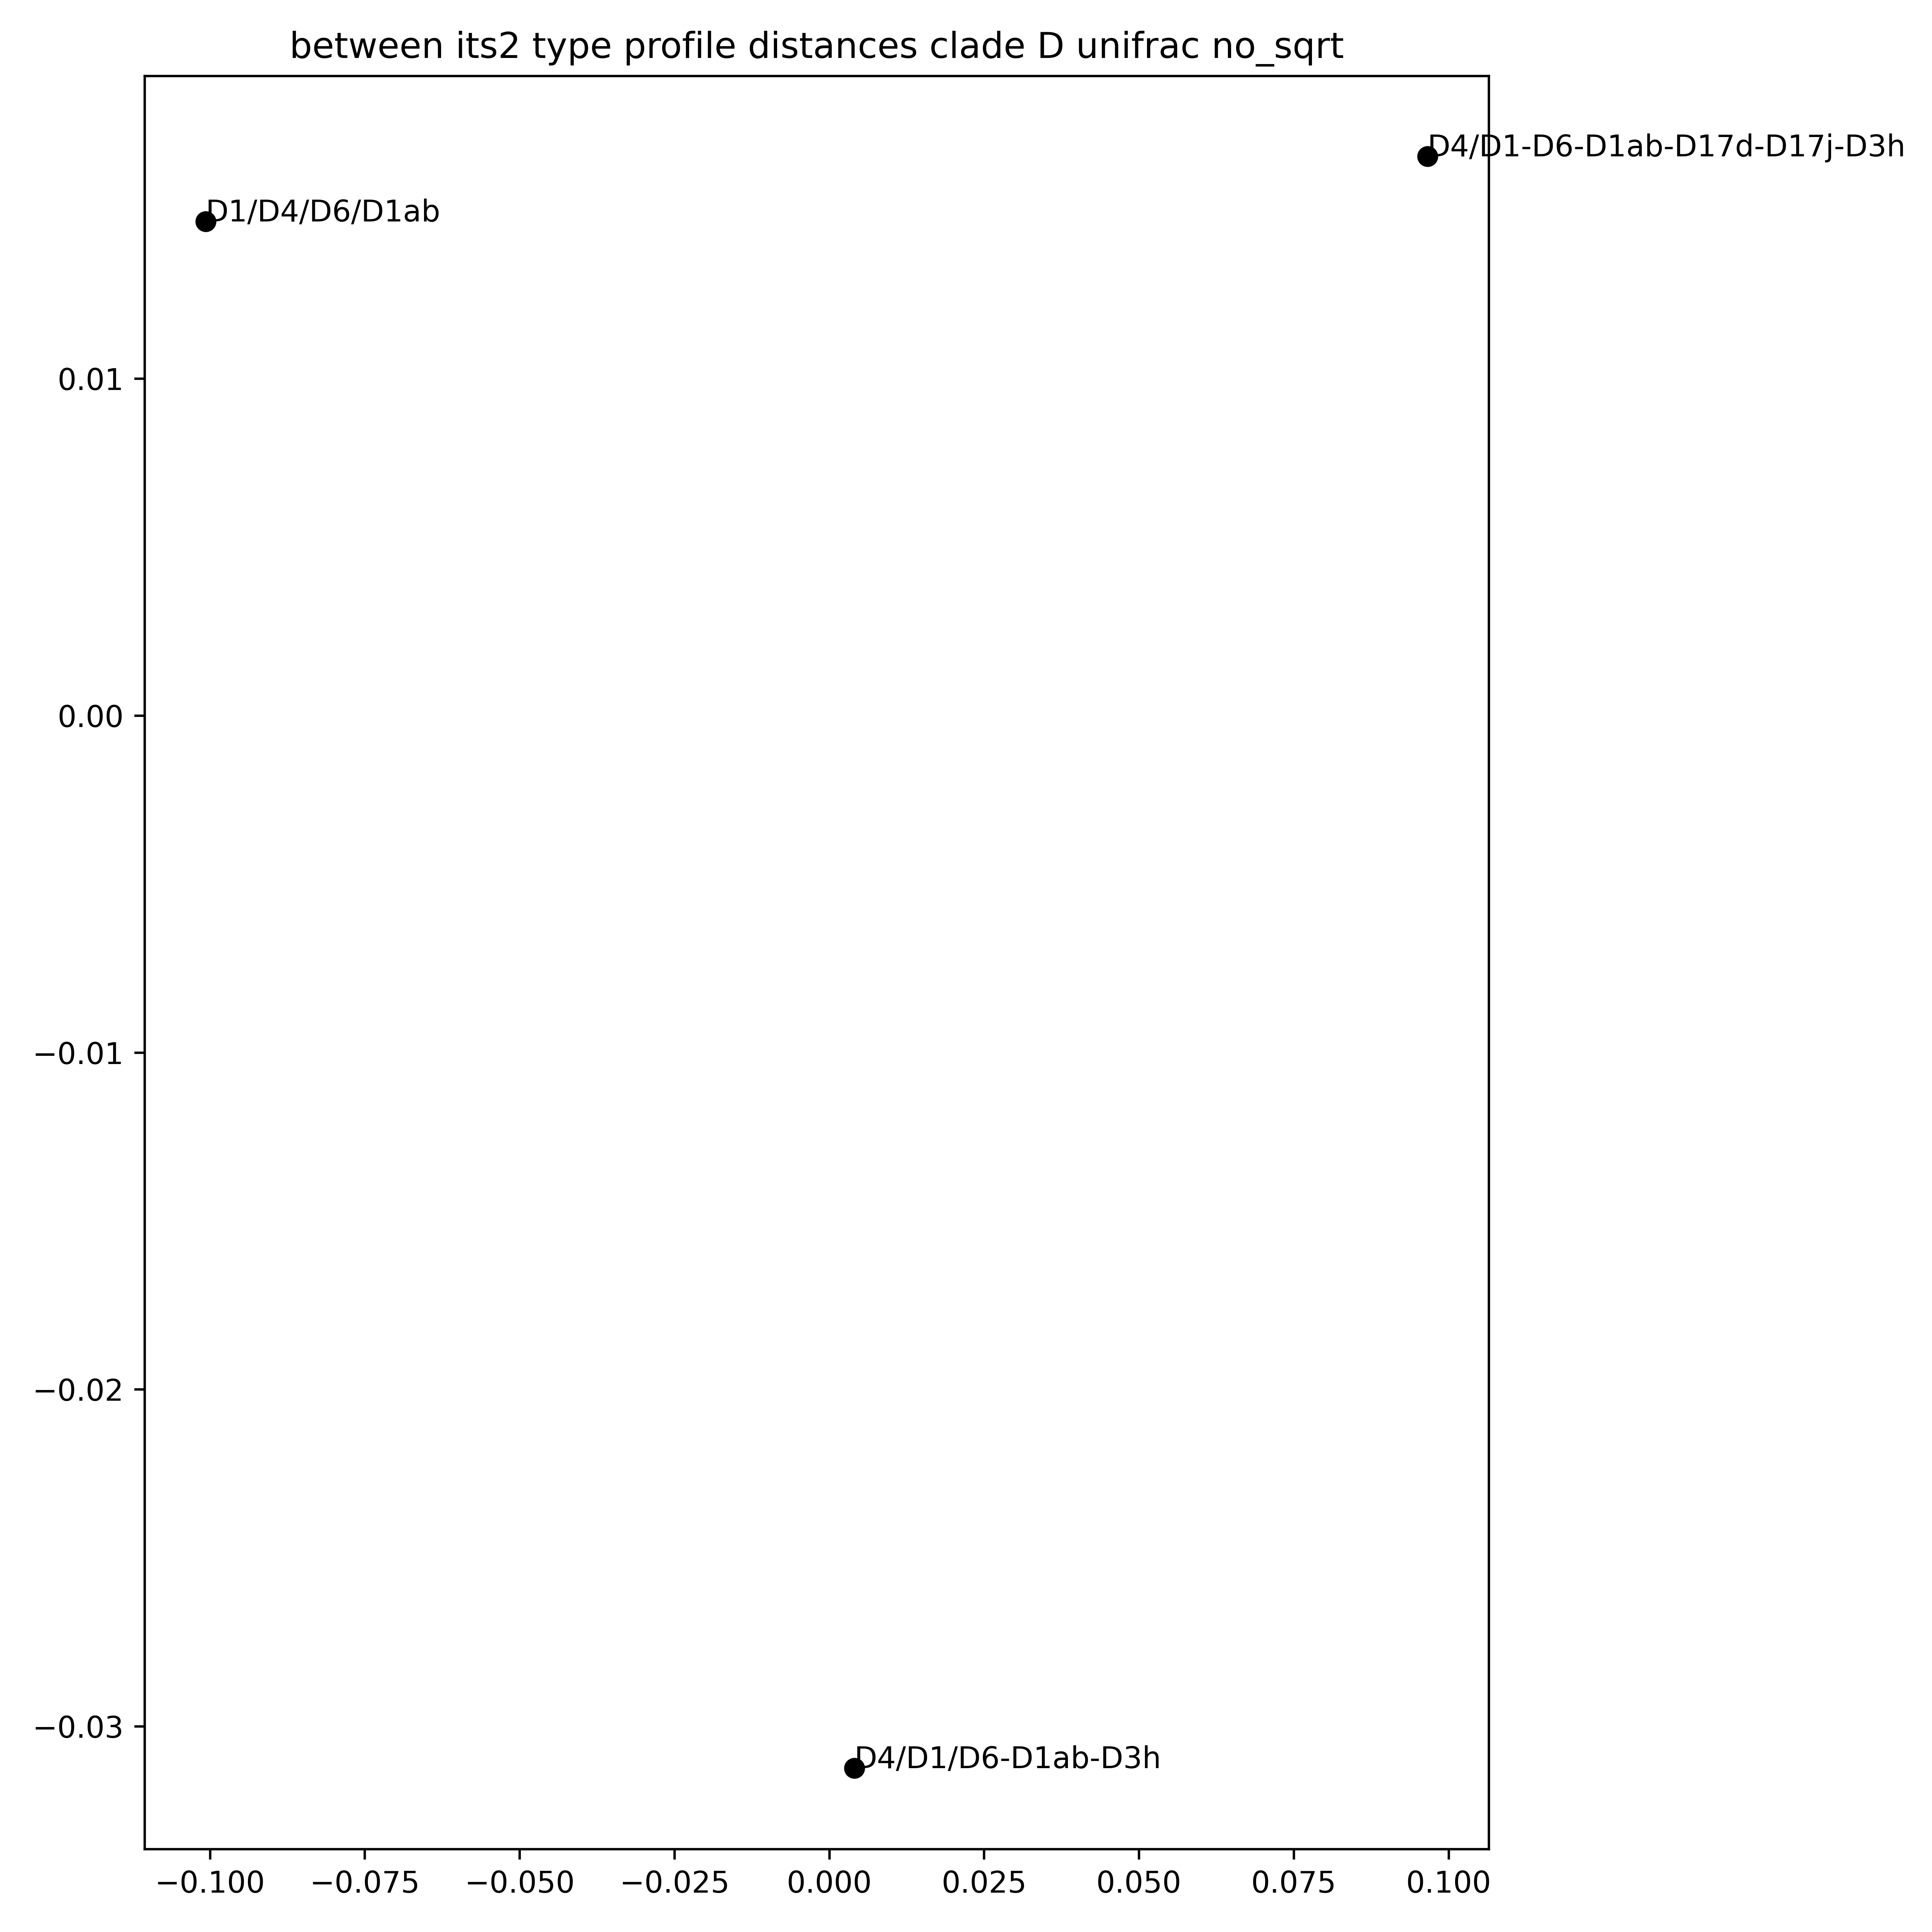 between its2 type profile distances clade D unifrac no_sqrt
D4/D1-D6-D1ab-D17d-D17j-D3h
D1/D4/D6/D1ab
0.01
0.00
−0.01
−0.02
−0.03
D4/D1/D6-D1ab-D3h
−0.100 −0.075 −0.050 −0.025 0.000 0.025 0.050 0.075 0.100